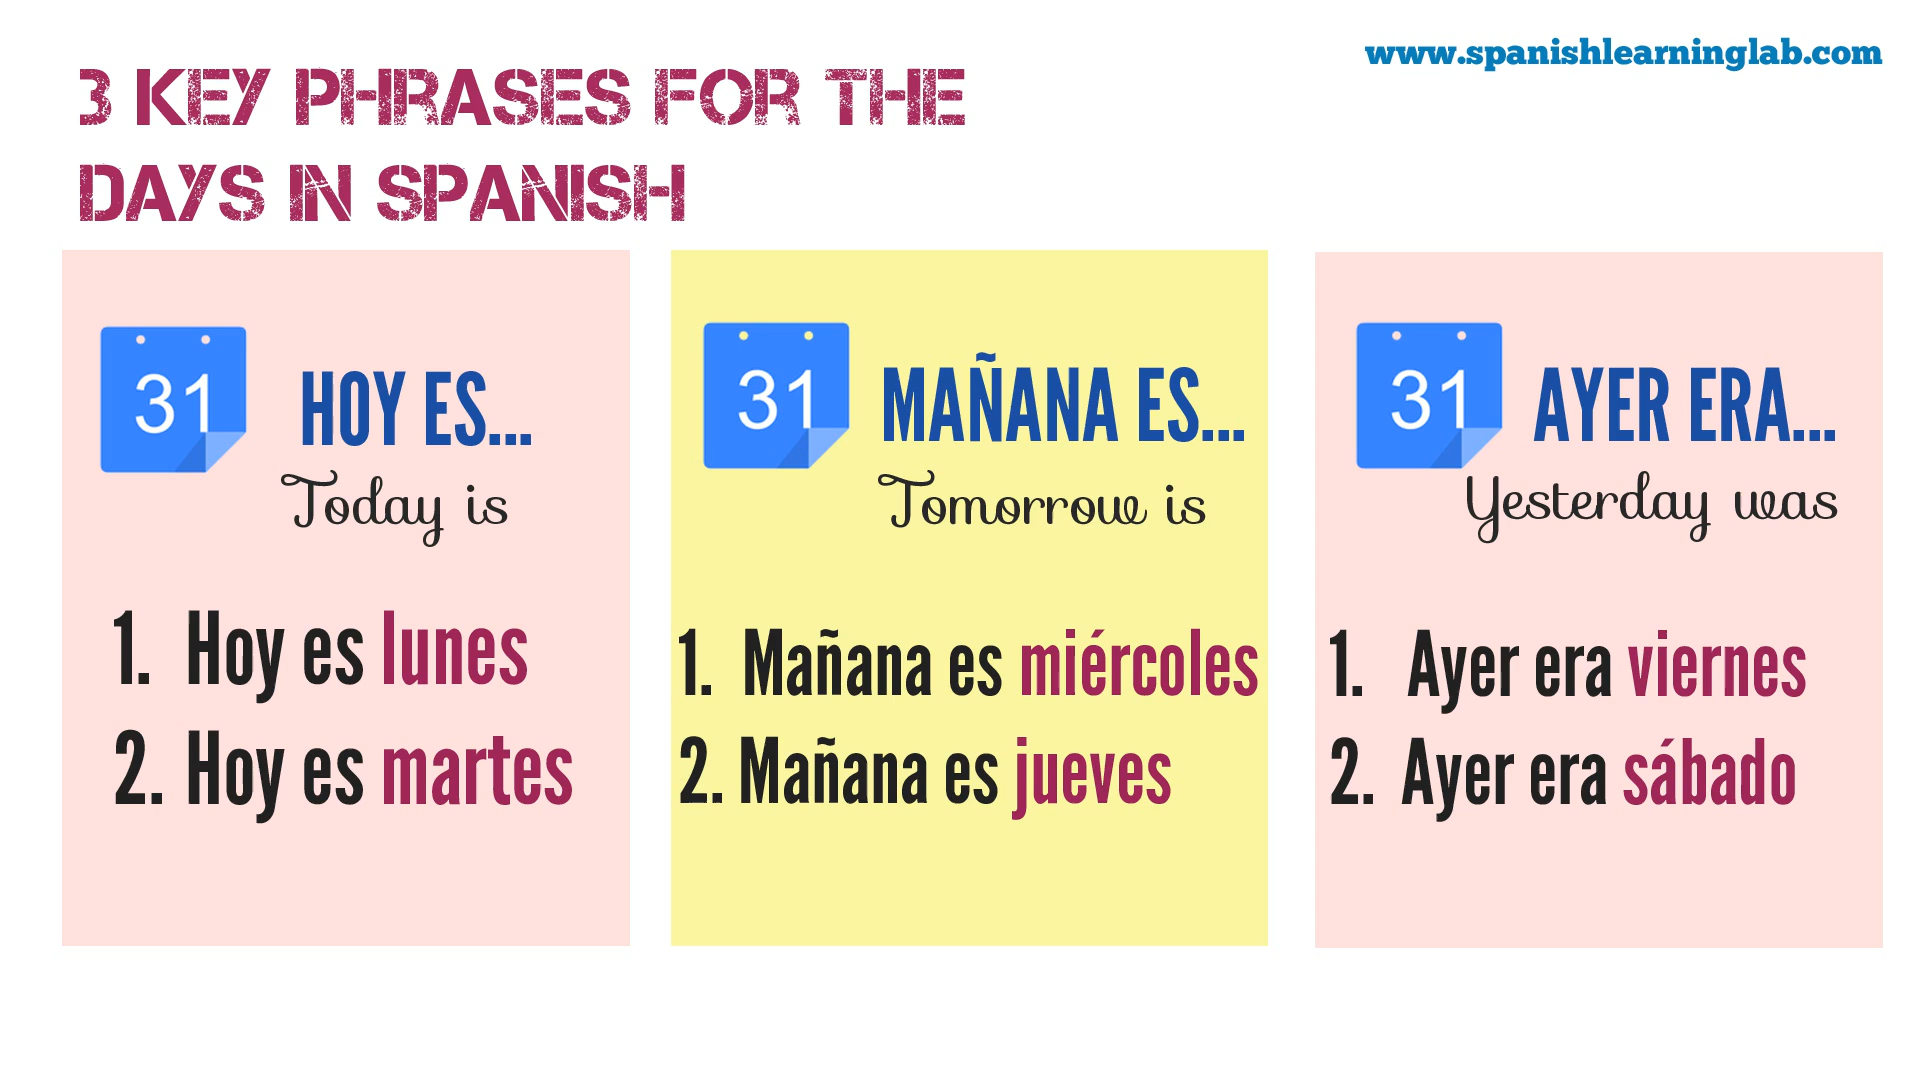 www.spanishlearninglab.com
3 KEY PHRASES FOR THE
DAYS IN SPANISH
31
HOY ES...
Today is
1. Hoy es lunes
2. Hoy es martes
31
MAÑANA ES...
Tomorrow is
1. Mañana es miércoles
2. Mañana es jueves
31
AYER ERA...
Yesterday was
1. Ayer era viernes
2. Ayer era sábado